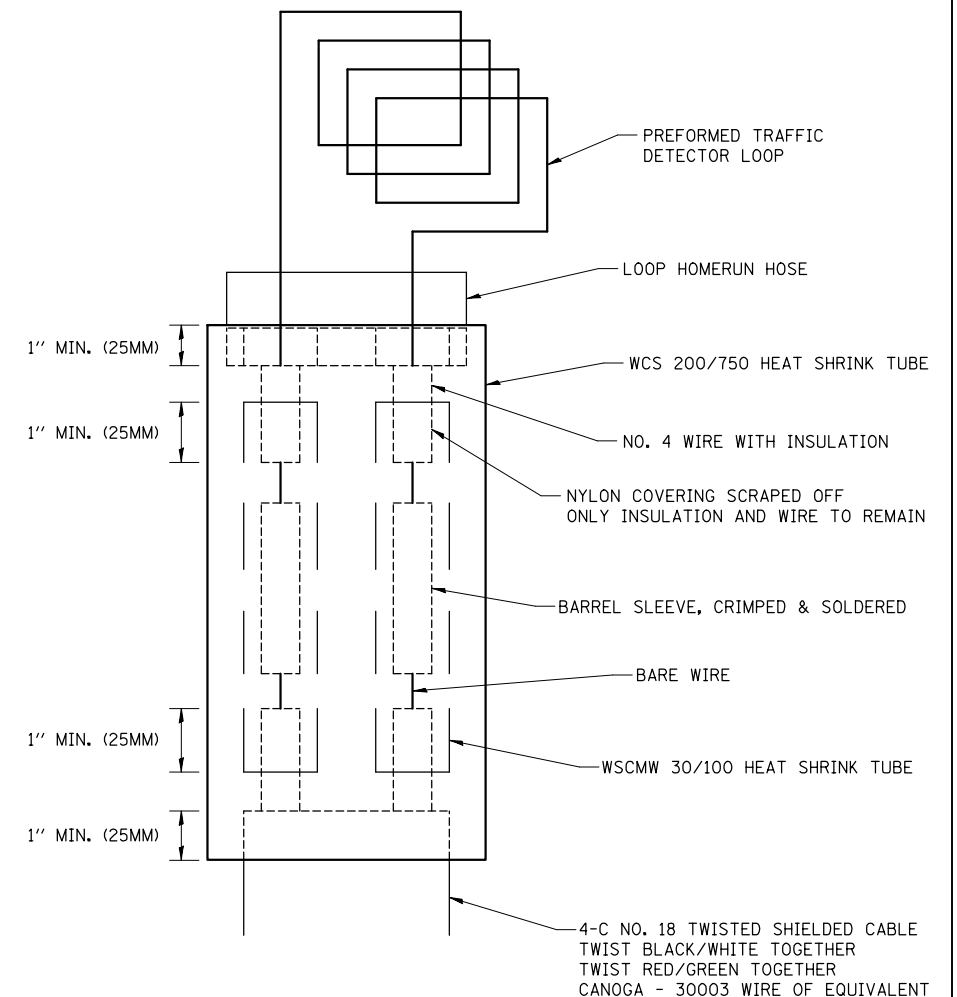 PREFORMED TRAFFIC
DETECTOR LOOP
LOOP HOMERUN HOSE
1'' MIN. (25MM)
WCS 200/750 HEAT SHRINK TUBE
1'' MIN. (25MM)
NO. 4 WIRE WITH INSULATION
NYLON COVERING SCRAPED OFF
ONLY INSULATION AND WIRE TO REMAIN
BARREL SLEEVE, CRIMPED & SOLDERED
BARE WIRE
1'' MIN. (25MM)
WSCMW 30/100 HEAT SHRINK TUBE
1'' MIN. (25MM)
4-C NO. 18 TWISTED SHIELDED CABLE
TWIST BLACK/WHITE TOGETHER
TWIST RED/GREEN TOGETHER
CANOGA - 30003 WIRE OF EQUIVALENT